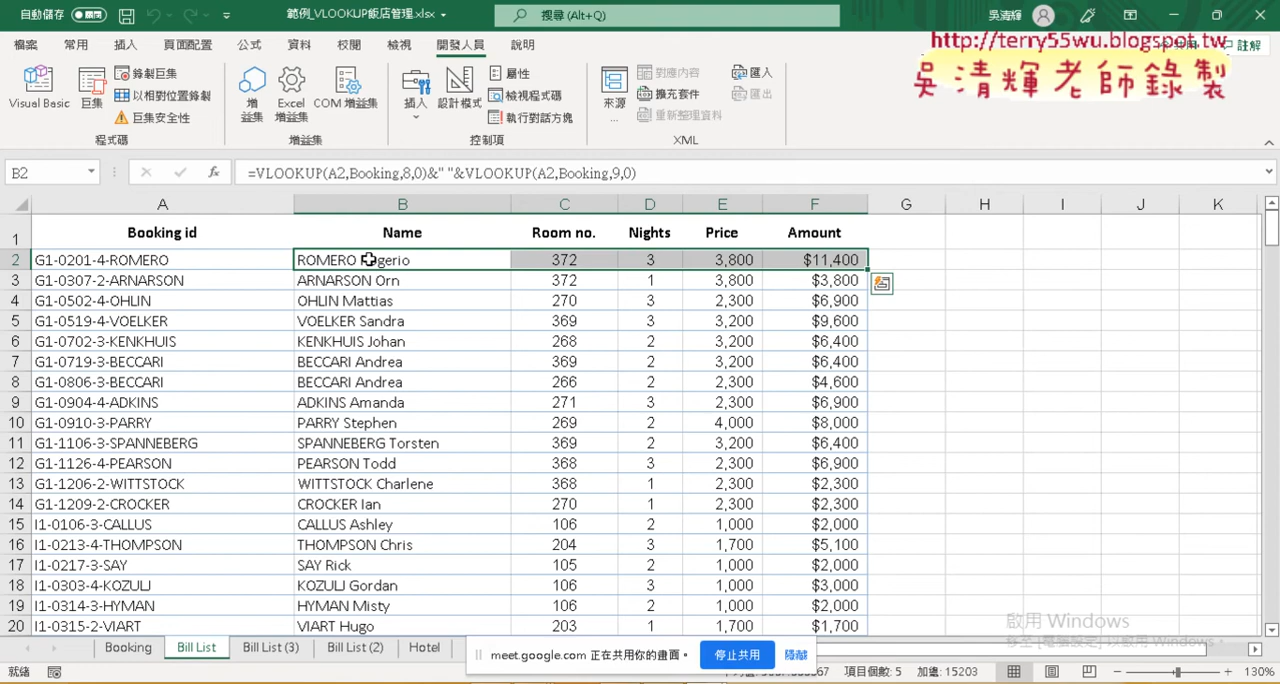 自動儲存 範例_VLOOKUP飯店管理.xlsx 搜尋 (Alt+Q) 吳清輝
檔案 常用 插入 頁面配置 公式 資料 校閱 檢視 開發人員 說明 註解
http://terry55wu.blogspot.tw
吳清輝老師錄製
Visual Basic 巨集 錄製巨集 以相對位置錄製 巨集安全性 程式碼
增益集 Excel 增益集 COM 增益集 增益集
插入 設計模式 屬性 檢視程式碼 執行對話方塊 控制項
來源... 對應內容 擴充套件 重新整理資料 匯入 匯出 XML
B2 fx =VLOOKUP(A2,Booking,8,0)&" "&VLOOKUP(A2,Booking,9,0)
A B C D E F G H I J K
1 Booking id Name Room no. Nights Price Amount
2 G1-0201-4-ROMERO ROMERO gerio 372 3 3,800 $11,400
3 G1-0307-2-ARNARSON ARNARSON Orn 372 1 3,800 $3,800
4 G1-0502-4-OHLIN OHLIN Mattias 270 3 2,300 $6,900
5 G1-0519-4-VOELKER VOELKER Sandra 369 3 3,200 $9,600
6 G1-0702-3-KENKHUIS KENKHUIS Johan 268 2 3,200 $6,400
7 G1-0719-3-BECCARI BECCARI Andrea 369 2 3,200 $6,400
8 G1-0806-3-BECCARI BECCARI Andrea 266 2 2,300 $4,600
9 G1-0904-4-ADKINS ADKINS Amanda 271 3 2,300 $6,900
10 G1-0910-3-PARRY PARRY Stephen 269 2 4,000 $8,000
11 G1-1106-3-SPANNEBERG SPANNEBERG Torsten 369 2 3,200 $6,400
12 G1-1126-4-PEARSON PEARSON Todd 368 3 2,300 $6,900
13 G1-1206-2-WITTSTOCK WITTSTOCK Charlene 368 1 2,300 $2,300
14 G1-1209-2-CROCKER CROCKER Ian 270 1 2,300 $2,300
15 I1-0106-3-CALLUS CALLUS Ashley 106 2 1,000 $2,000
16 I1-0213-4-THOMPSON THOMPSON Chris 204 3 1,700 $5,100
17 I1-0217-3-SAY SAY Rick 105 2 1,000 $2,000
18 I1-0303-4-KOZULI KOZULI Gordan 106 3 1,000 $3,000
19 I1-0314-3-HYMAN HYMAN Misty 106 2 1,000 $2,000
20 I1-0315-2-VIART VIART Hugo 203 1 1,700 $1,700
啟用 Windows
Booking Bill List Bill List (3) Bill List (2) Hotel
meet.google.com 正在共用你的畫面。 停止共用 隱藏
就緒 項目個數: 5 加總: 15203 130%